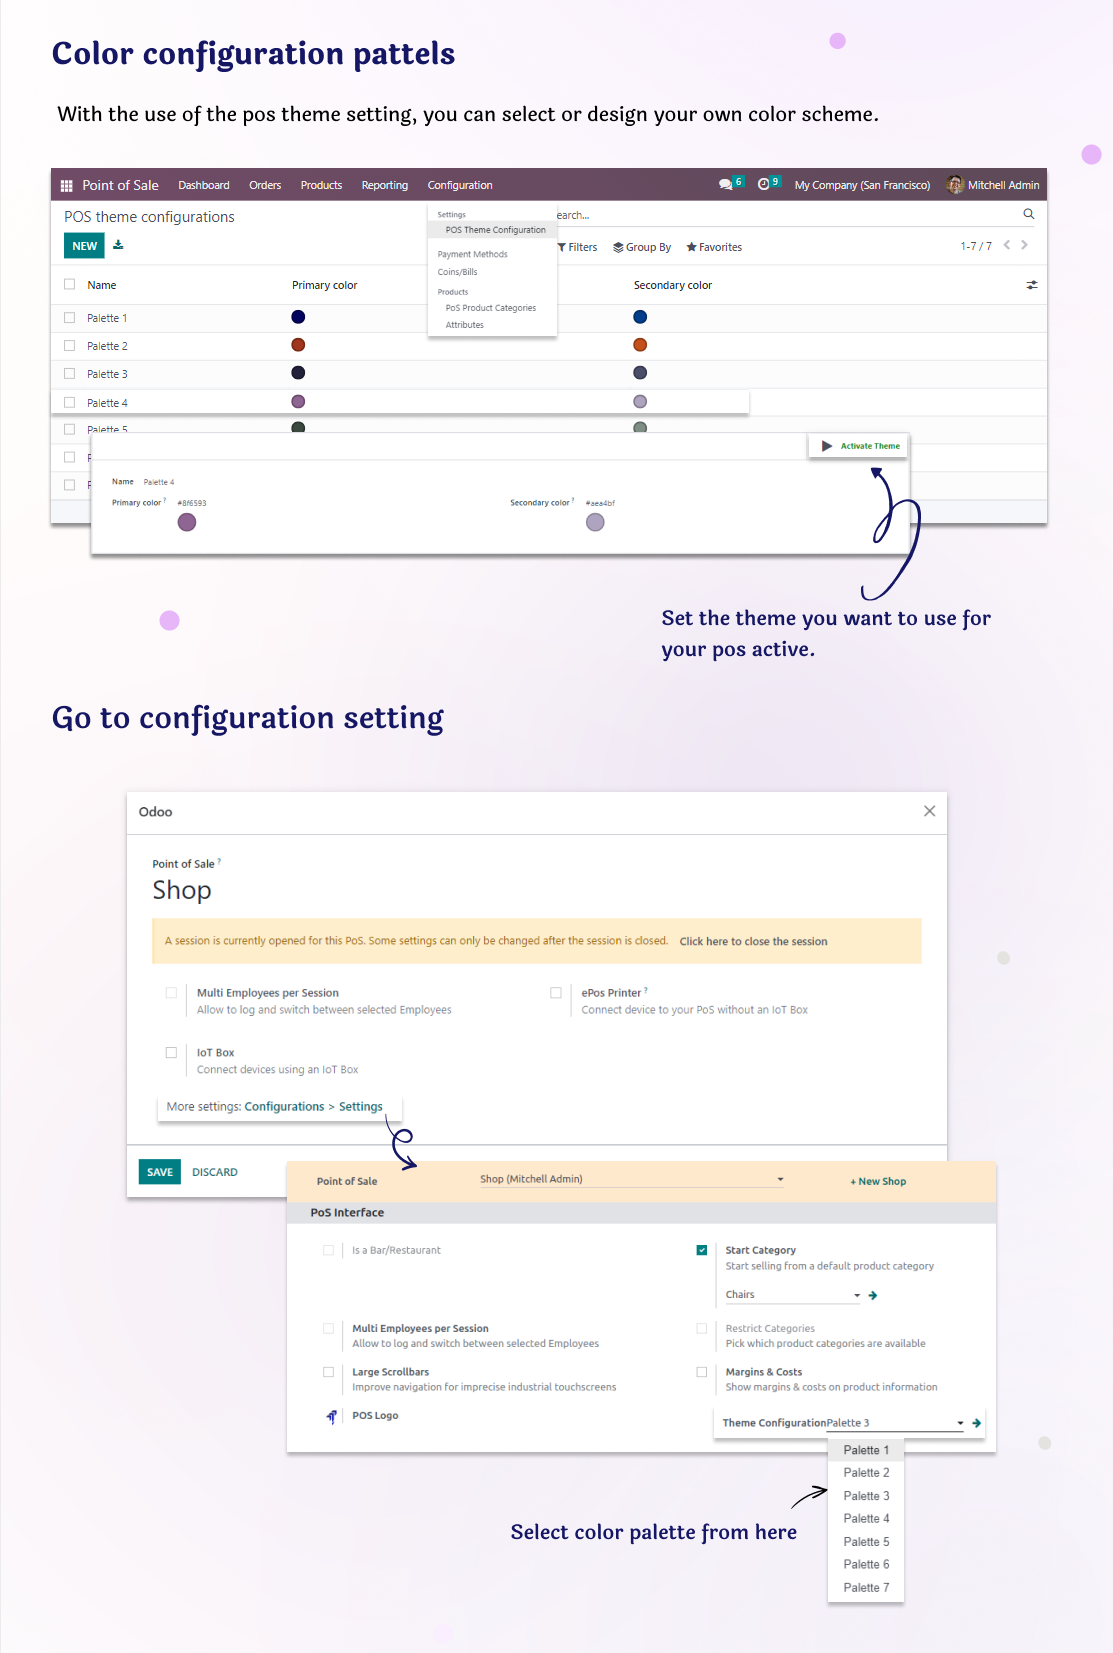 Color configuration pattels
With the use of the pos theme setting, you can select or design your own color scheme.
Point of Sale Dashboard Orders Products Reporting Configuration 6 9 My Company (San Francisco) Mitchell Admin
POS theme configurations
Settings
earch...
POS Theme Configuration
NEW
Filters Group By Favorites
1-7 / 7
Payment Methods
Coins/Bills
Name Primary color Secondary color
Products
PoS Product Categories
Attributes
Palette 1
Palette 2
Palette 3
Palette 4
Palette 5
Activate Theme
Name Palette 4
Primary color ? #8f6593 Secondary color ? #aea4bf
Set the theme you want to use for
your pos active.
Go to configuration setting
Odoo
Point of Sale ?
Shop
A session is currently opened for this PoS. Some settings can only be changed after the session is closed. Click here to close the session
Multi Employees per Session ePos Printer ?
Allow to log and switch between selected Employees Connect device to your PoS without an IoT Box
IoT Box
Connect devices using an IoT Box
More settings: Configurations > Settings
SAVE DISCARD
Point of Sale Shop (Mitchell Admin) + New Shop
PoS Interface
Is a Bar/Restaurant Start Category
Start selling from a default product category
Chairs
Multi Employees per Session Restrict Categories
Allow to log and switch between selected Employees Pick which product categories are available
Large Scrollbars Margins & Costs
Improve navigation for imprecise industrial touchscreens Show margins & costs on product information
POS Logo
Theme Configuration Palette 3
Palette 1
Palette 2
Palette 3
Palette 4
Palette 5
Palette 6
Palette 7
Select color palette from here